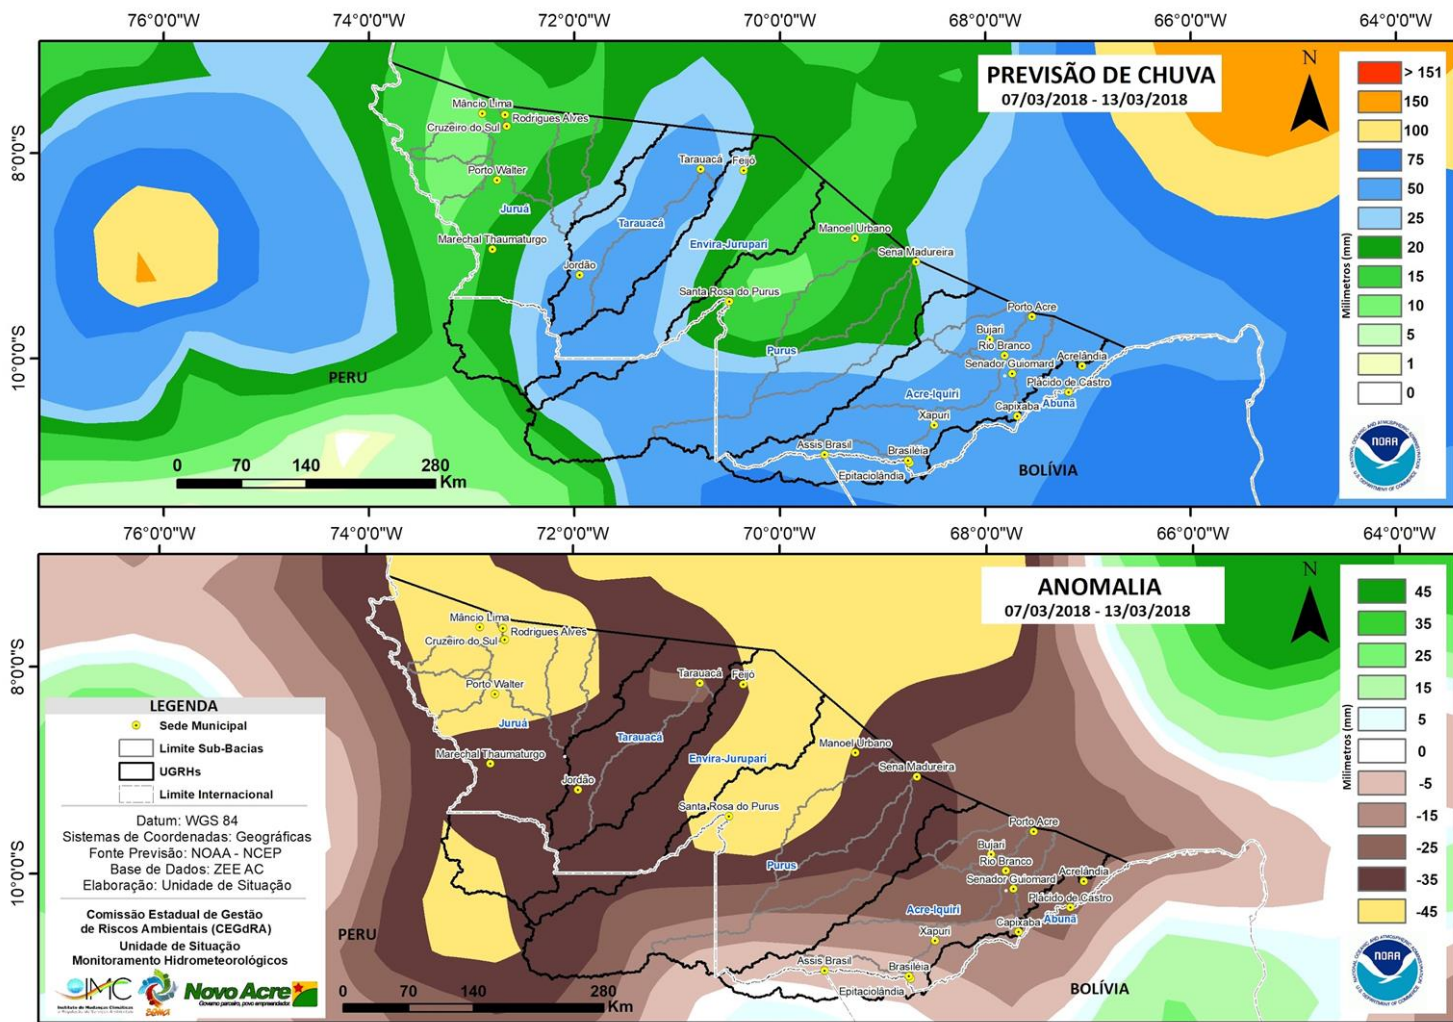 76°0'0"W 74°0'0"W 72°0'0"W 70°0'0"W 68°0'0"W 66°0'0"W 64°0'0"W
PREVISÃO DE CHUVA
07/03/2018 - 13/03/2018
N
> 151
150
100
75
50
25
20
15
10
5
1
0
Milímetros (mm)
NOAA
8°0'0"S
10°0'0"S
Mâncio Lima
Rodrigues Alves
Cruzeiro do Sul
Tarauacá
Feijó
Porto Walter
Juruá
Tarauacá
Manoel Urbano
Marechal Thaumaturgo
Envira-Jurupari
Sena Madureira
Jordão
Santa Rosa do Purus
Porto Acre
Bujari
Rio Branco
Purus
Senador Guiomard
Acrelândia
PERU
Plácido de Castro
Acre-Iquiri
Abunã
Capixaba
Xapuri
Assis Brasil
Brasiléia
BOLÍVIA
Epitaciolândia
0 70 140 280
Km
76°0'0"W 74°0'0"W 72°0'0"W 70°0'0"W 68°0'0"W 66°0'0"W 64°0'0"W
ANOMALIA
07/03/2018 - 13/03/2018
N
45
35
25
15
5
0
-5
-15
-25
-35
-45
Milímetros (mm)
NOAA
8°0'0"S
10°0'0"S
Mâncio Lima
Rodrigues Alves
Cruzeiro do Sul
Tarauacá
Feijó
Porto Walter
Juruá
Tarauacá
Manoel Urbano
Marechal Thaumaturgo
Envira-Jurupari
Sena Madureira
Jordão
Santa Rosa do Purus
Porto Acre
Bujari
Rio Branco
Purus
Senador Guiomard
Acrelândia
Plácido de Castro
Acre-Iquiri
Abunã
Capixaba
Xapuri
PERU
Assis Brasil
Brasiléia
BOLÍVIA
Epitaciolândia
0 70 140 280
Km
LEGENDA
Sede Municipal
Limite Sub-Bacias
UGRHs
Limite Internacional
Datum: WGS 84
Sistemas de Coordenadas: Geográficas
Fonte Previsão: NOAA - NCEP
Base de Dados: ZEE AC
Elaboração: Unidade de Situação
Comissão Estadual de Gestão
de Riscos Ambientais (CEGdRA)
Unidade de Situação
Monitoramento Hidrometeorológicos
IMC
Novo Acre